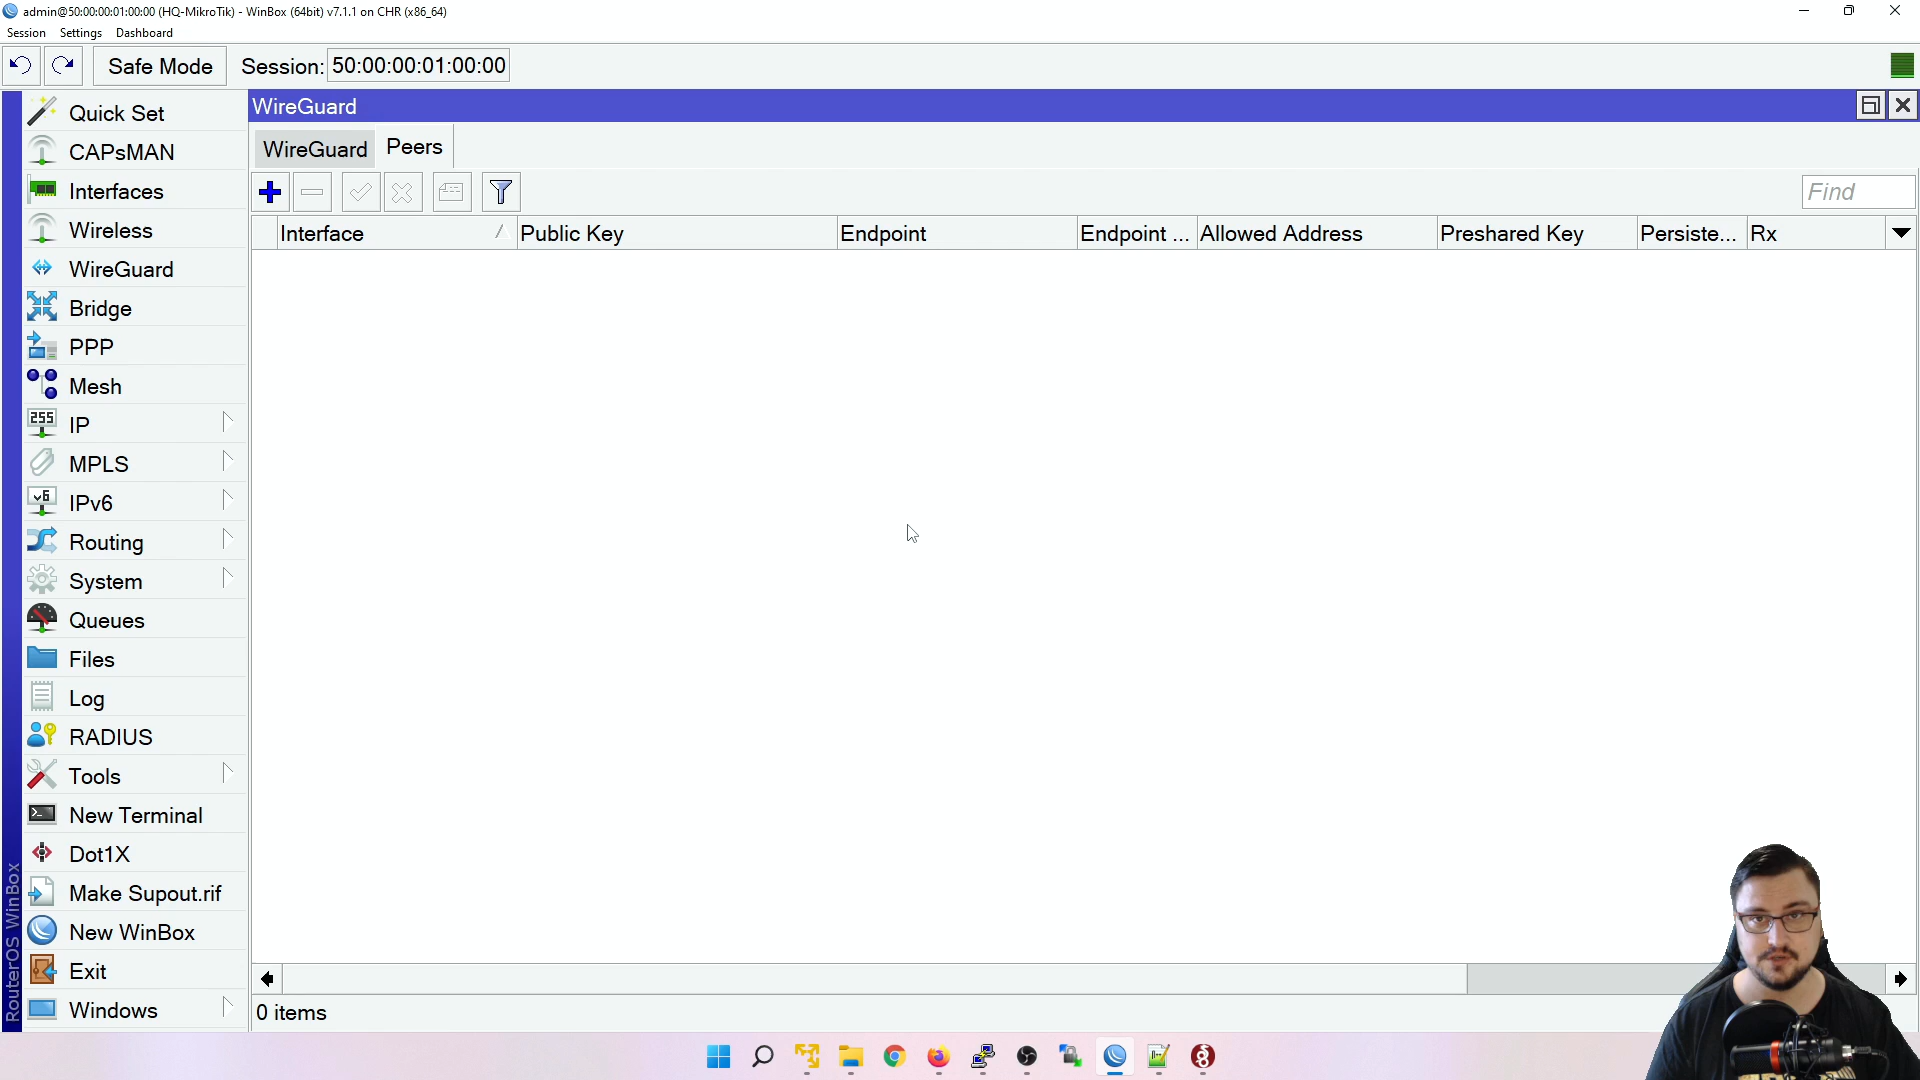 admin@50:00:00:01:00:00 (HQ-MikroTik) - WinBox (64bit) v7.1.1 on CHR (x86_64)
Session Settings Dashboard
Safe Mode Session: 50:00:00:01:00:00
WireGuard
WireGuard Peers
Find
Interface Public Key Endpoint Endpoint ... Allowed Address Preshared Key Persiste... Rx
Quick Set
CAPsMAN
Interfaces
Wireless
WireGuard
Bridge
PPP
Mesh
255
IP
MPLS
v6
IPv6
Routing
System
Queues
Files
Log
RADIUS
Tools
New Terminal
Dot1X
Make Supout.rif
New WinBox
Exit
Windows
RouterOS WinBox
0 items